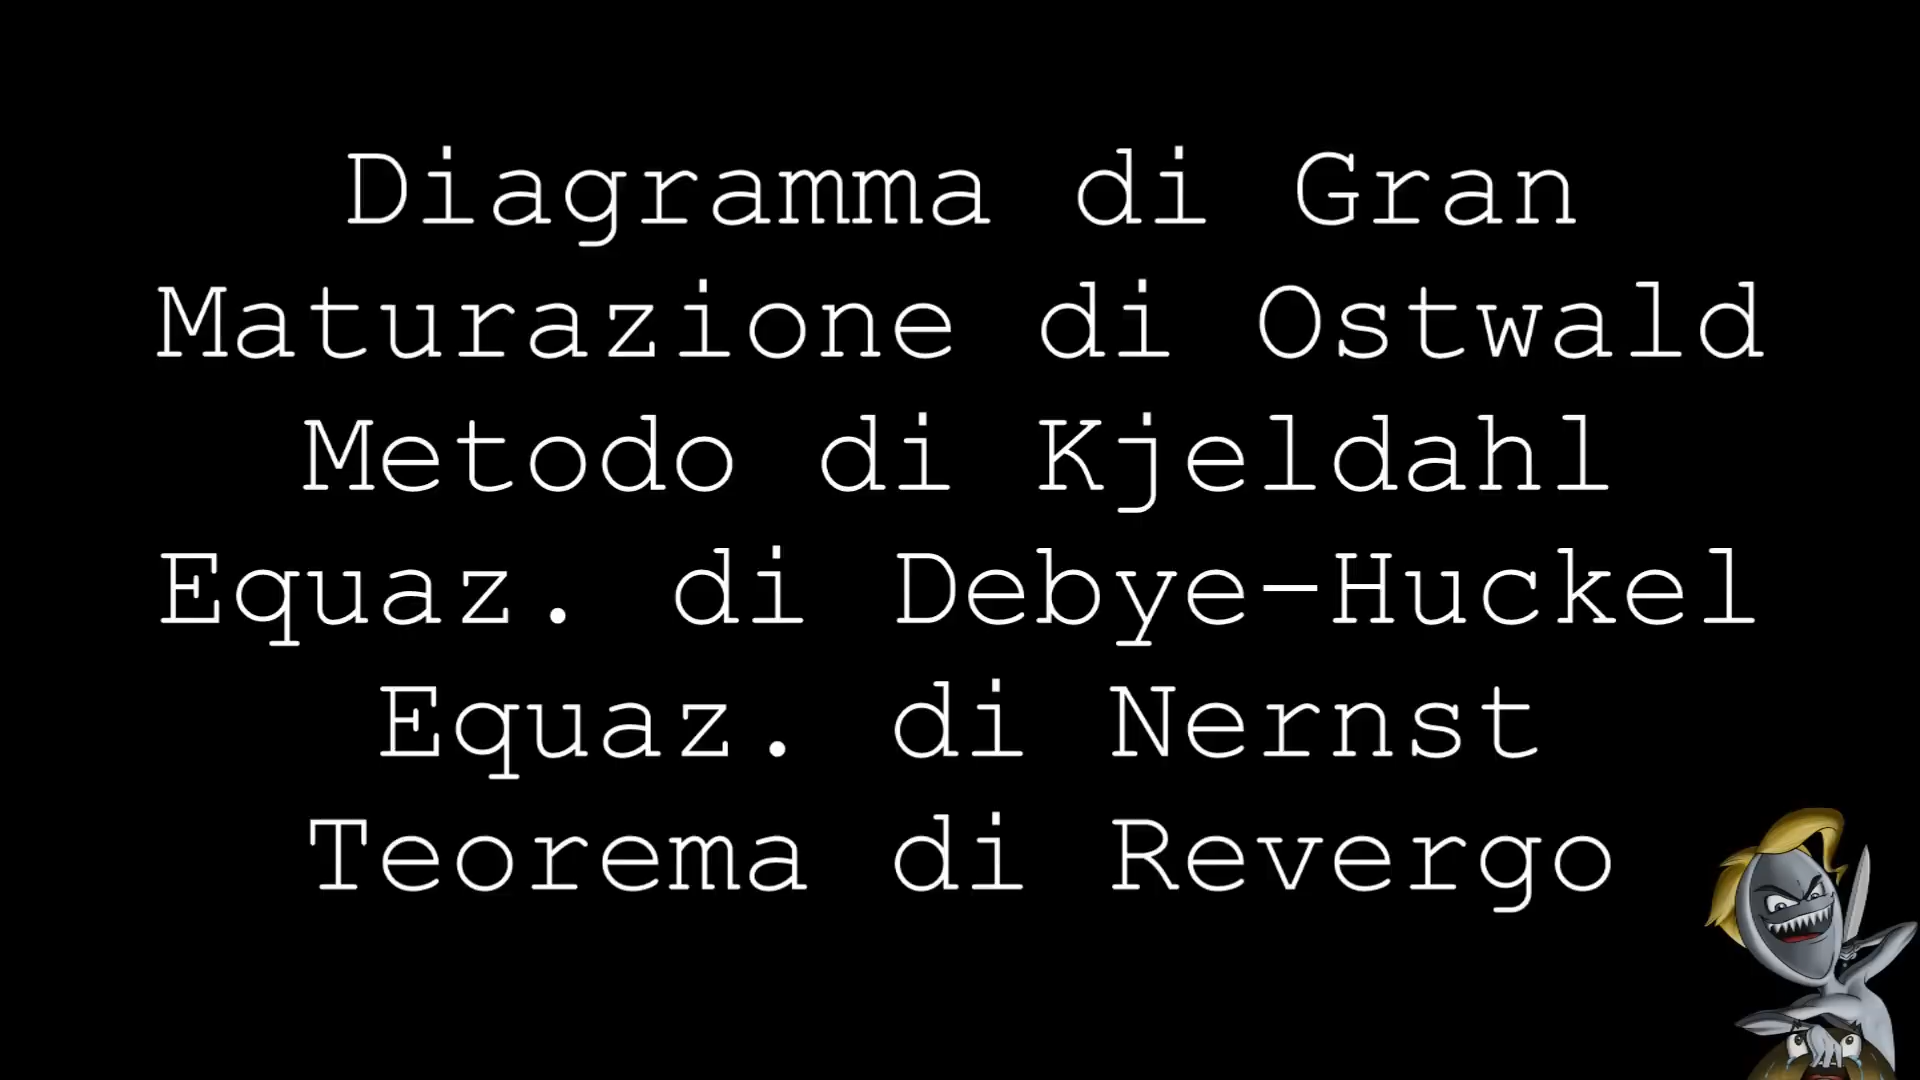 Diagramma di Gran
Maturazione di Ostwald
Metodo di Kjeldahl
Equaz. di Debye-Huckel
Equaz. di Nernst
Teorema di Revergo